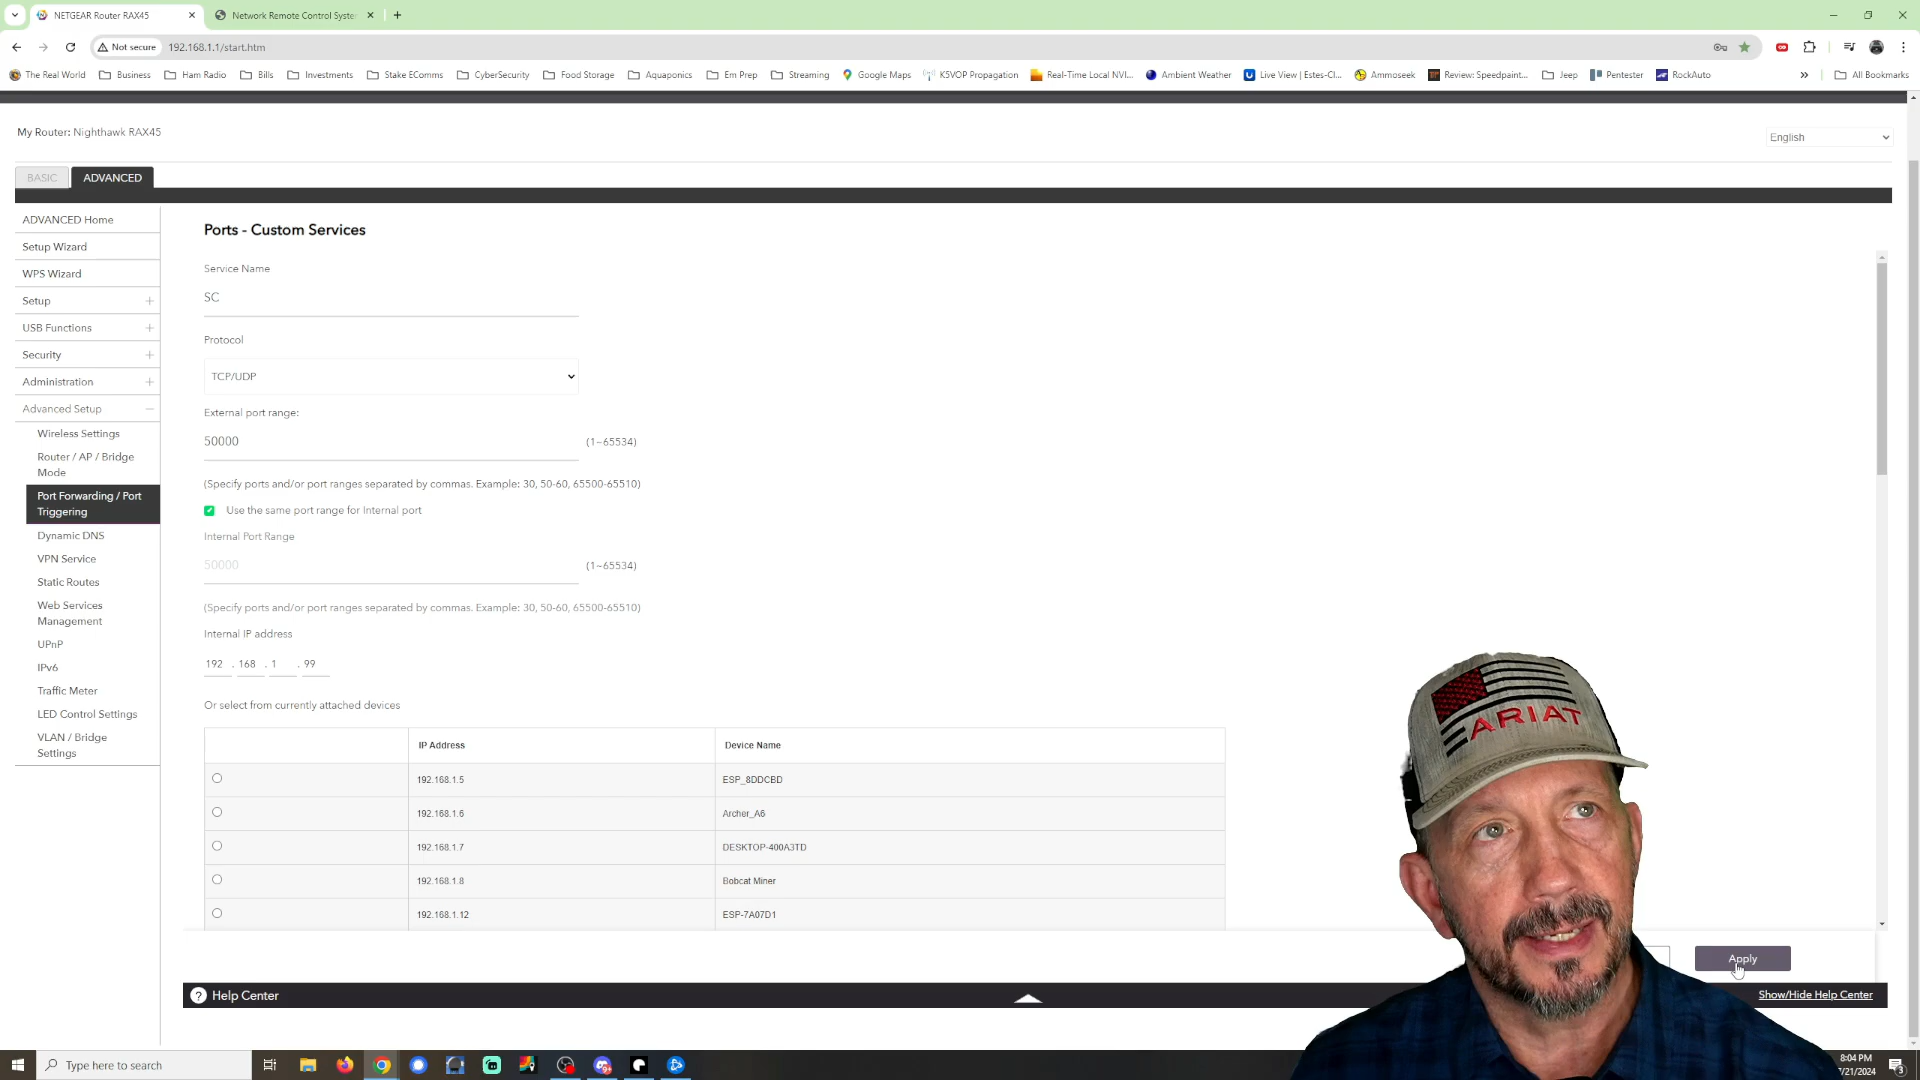 NETGEAR Router RAX45
Network Remote Control Syste
Not secure
192.168.1.1/start.htm
The Real World
Business
Ham Radio
Bills
Investments
Stake EComms
CyberSecurity
Food Storage
Aquaponics
Em Prep
Streaming
Google Maps
K5VOP Propagation
Real-Time Local NVI...
Ambient Weather
Live View | Estes-Cl...
Ammoseek
Review: Speedpaint...
Jeep
Pentester
RockAuto
»
All Bookmarks
My Router: Nighthawk RAX45
English
BASIC
ADVANCED
ADVANCED Home
Setup Wizard
WPS Wizard
Setup
USB Functions
Security
Administration
Advanced Setup
Wireless Settings
Router / AP / Bridge
Mode
Port Forwarding / Port
Triggering
Dynamic DNS
VPN Service
Static Routes
Web Services
Management
UPnP
IPv6
Traffic Meter
LED Control Settings
VLAN / Bridge
Settings
Ports - Custom Services
Service Name
SC
Protocol
TCP/UDP
External port range:
50000
(1~65534)
(Specify ports and/or port ranges separated by commas. Example: 30, 50-60, 65500-65510)
Use the same port range for Internal port
Internal Port Range
50000
(1~65534)
(Specify ports and/or port ranges separated by commas. Example: 30, 50-60, 65500-65510)
Internal IP address
192 . 168 . 1 . 99
Or select from currently attached devices
IP Address
Device Name
192.168.1.5
ESP_8DDCBD
192.168.1.6
Archer_A6
192.168.1.7
DESKTOP-400A3TD
192.168.1.8
Bobcat Miner
192.168.1.12
ESP-7A07D1
Apply
? Help Center
Show/Hide Help Center
ARIAT
Type here to search
8:04 PM
/21/2024
3